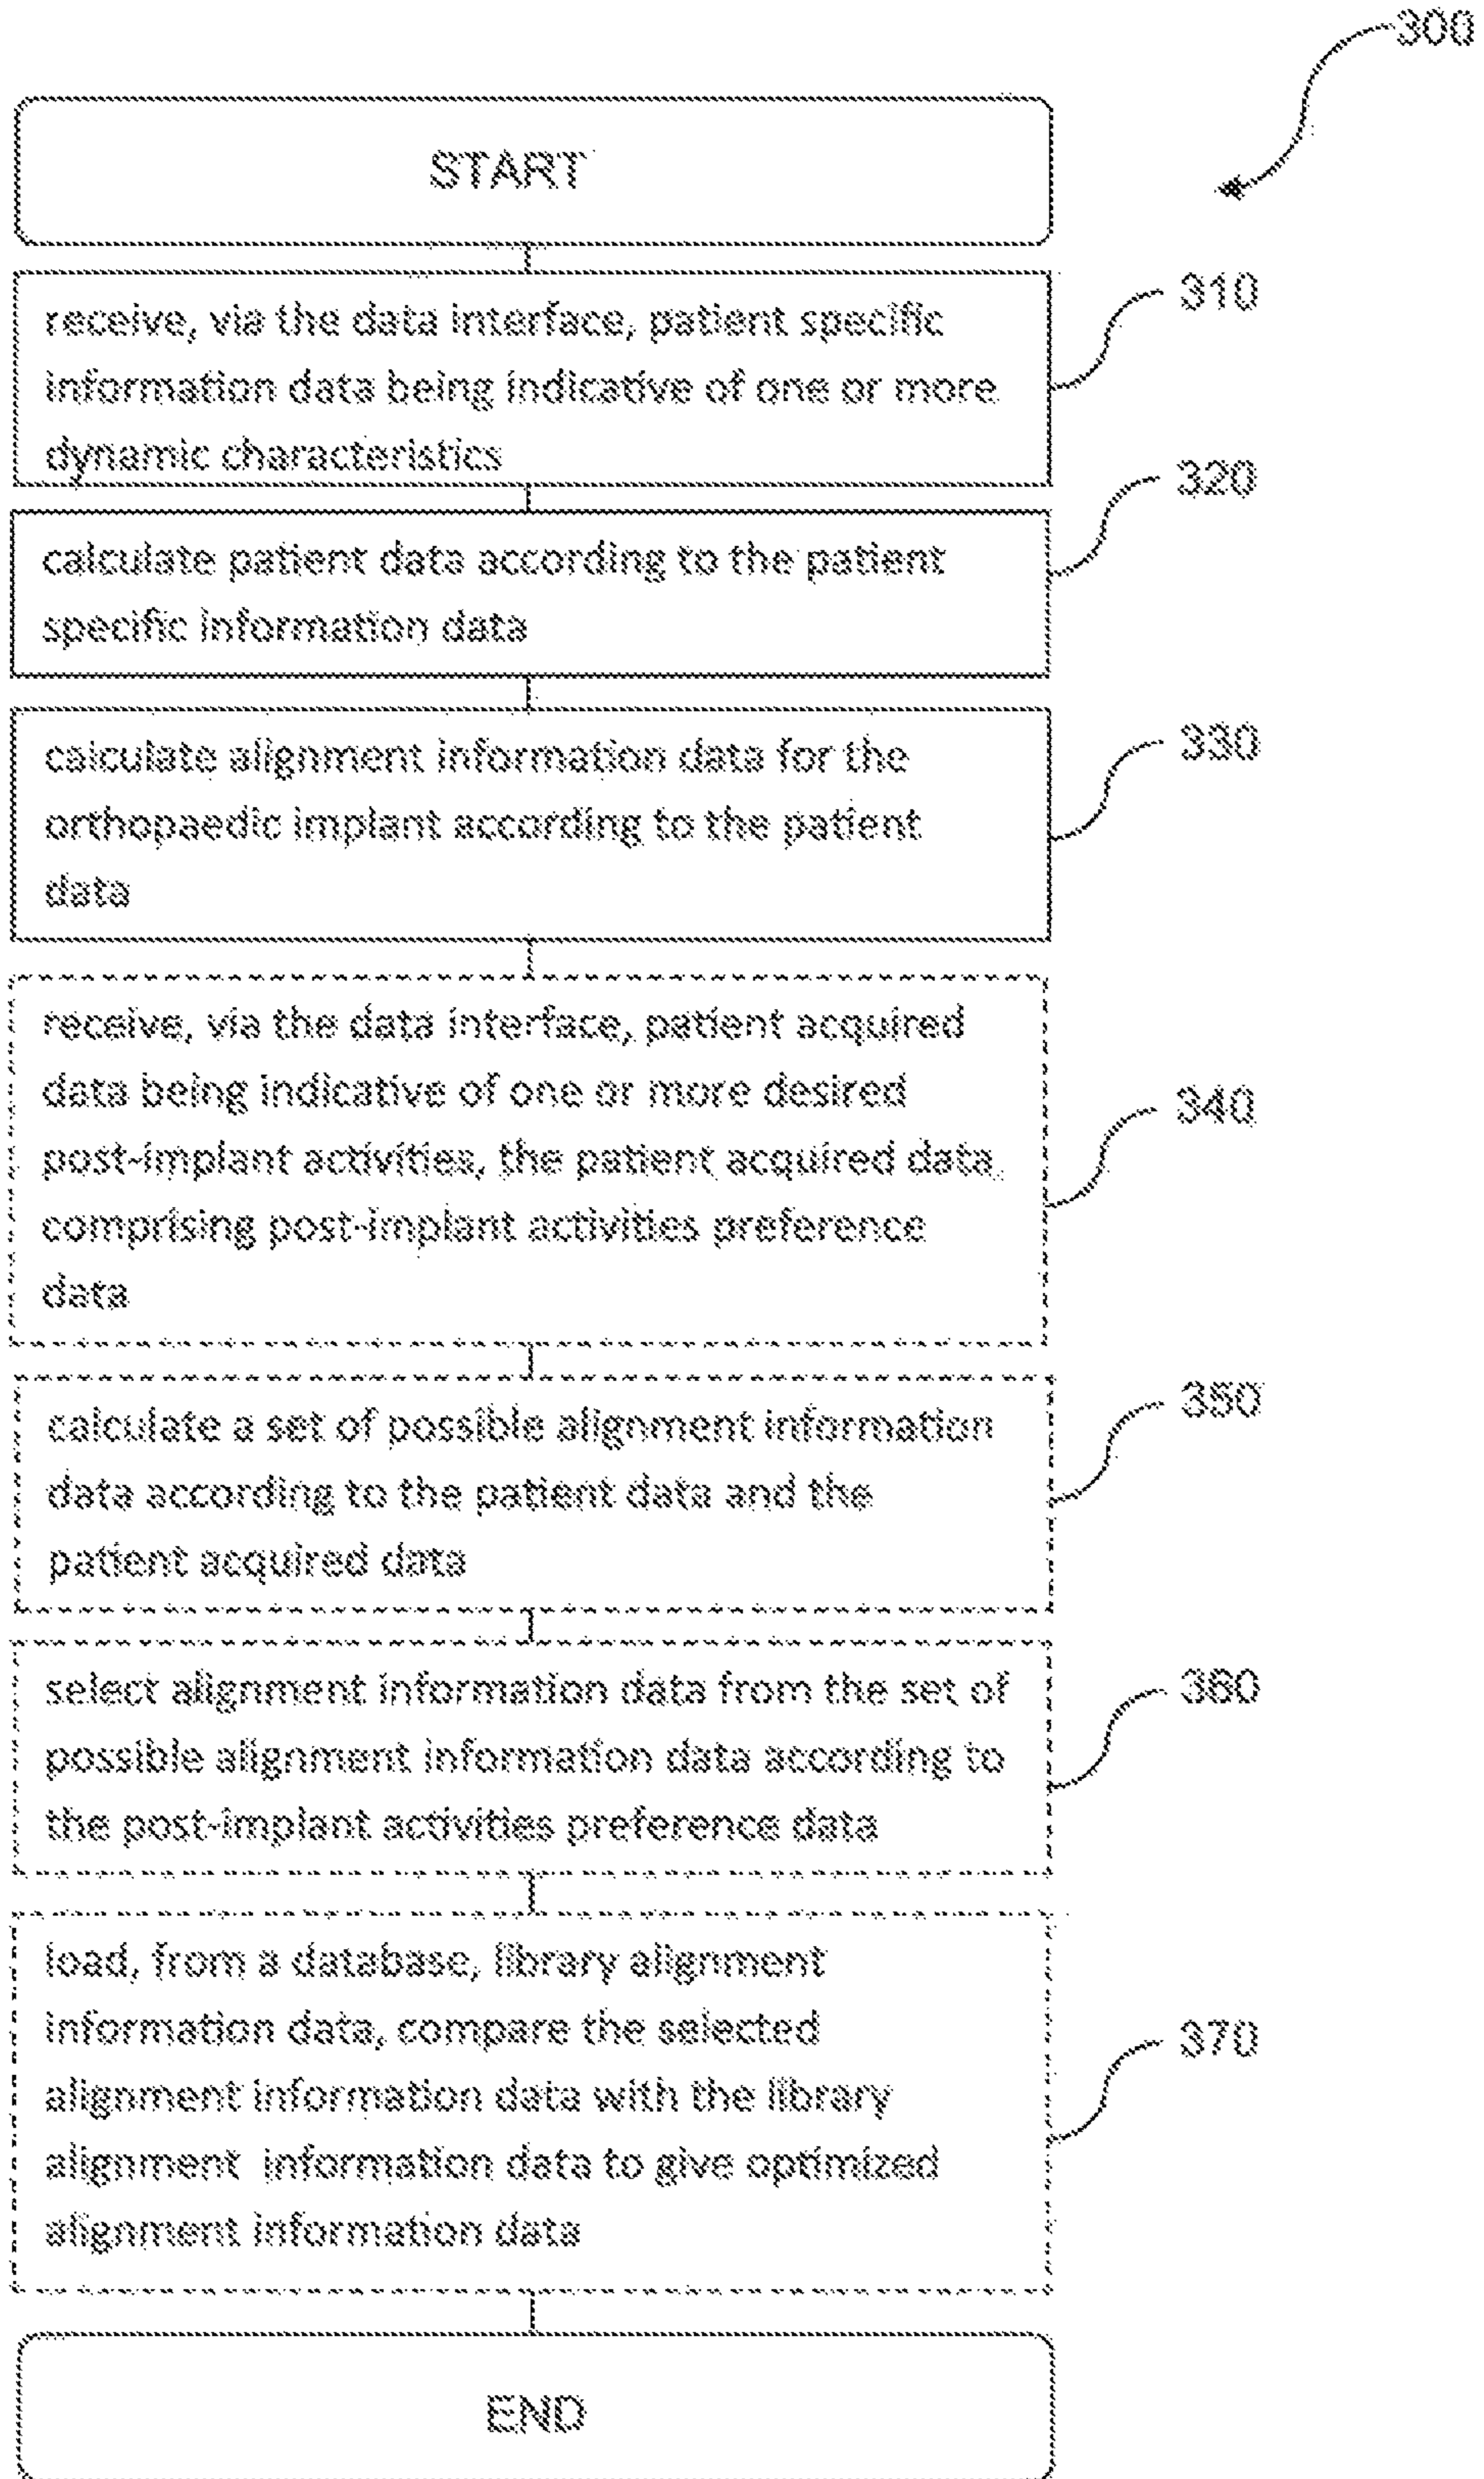 300
START
310
receive, via the data interface, patient specific
information data being indicative of one or more
dynamic characteristics
320
calculate patient data according to the patient
specific information data
330
calculate alignment information data for the
orthopaedic implant according to the patient
data
340
receive, via the data interface, patient acquired
data being indicative of one or more desired
post-implant activities, the patient acquired data
comprising post-implant activities preference
data
350
calculate a set of possible alignment information
data according to the patient data and the
patient acquired data
360
select alignment information data from the set of
possible alignment information data according to
the post-implant activities preference data
370
load, from a database, library alignment
information data, compare the selected
alignment information data with the library
alignment information data to give optimized
alignment information data
END